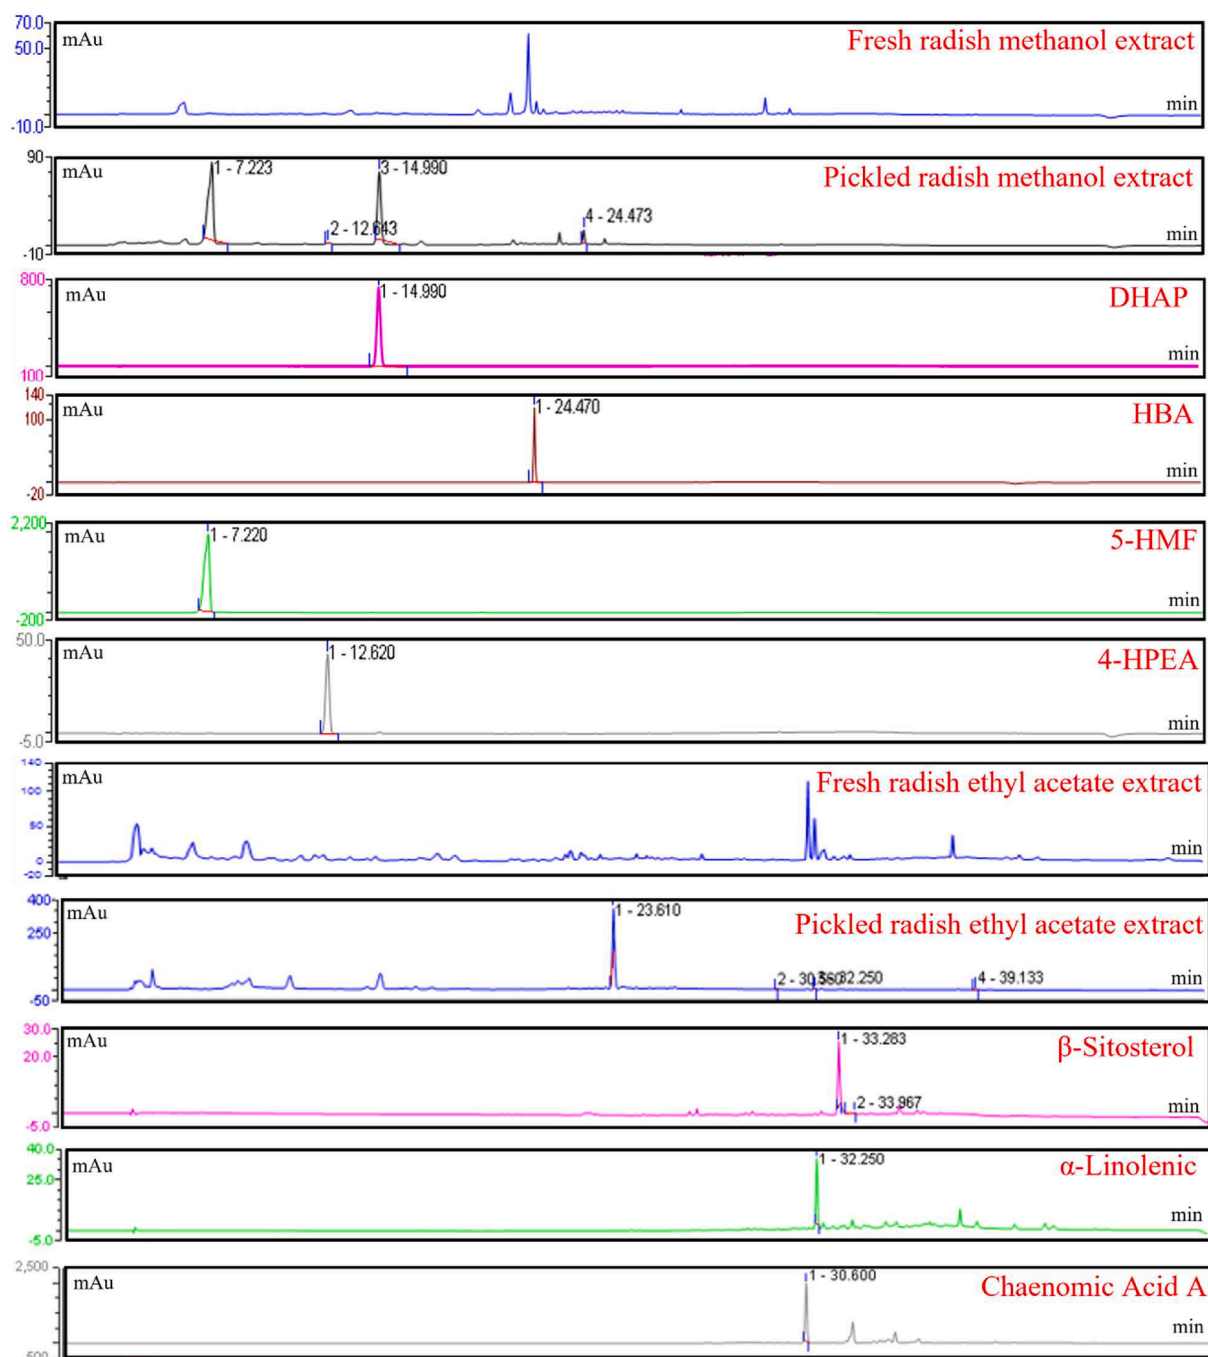 70.0
50.0
mAu
Fresh radish methanol extract
min
-10.0
90
mAu
1 - 7.223
3 - 14.990
Pickled radish methanol extract
2 - 12.643
4 - 24.473
min
-10
800
mAu
1 - 14.990
DHAP
min
100
140
100
mAu
1 - 24.470
HBA
min
-20
2,200
mAu
1 - 7.220
5-HMF
min
-200
50.0
mAu
1 - 12.620
4-HPEA
min
-5.0
140
mAu
Fresh radish ethyl acetate extract
100
50
0
min
-20
400
mAu
1 - 23.610
Pickled radish ethyl acetate extract
250
4 - 39.133
min
-50
30.0
mAu
1 - 33.283
β-Sitosterol
20.0
2 - 33.967
min
-5.0
40.0
mAu
1 - 32.250
α-Linolenic
25.0
min
-5.0
2,500
mAu
1 - 30.600
Chaenomic Acid A
min